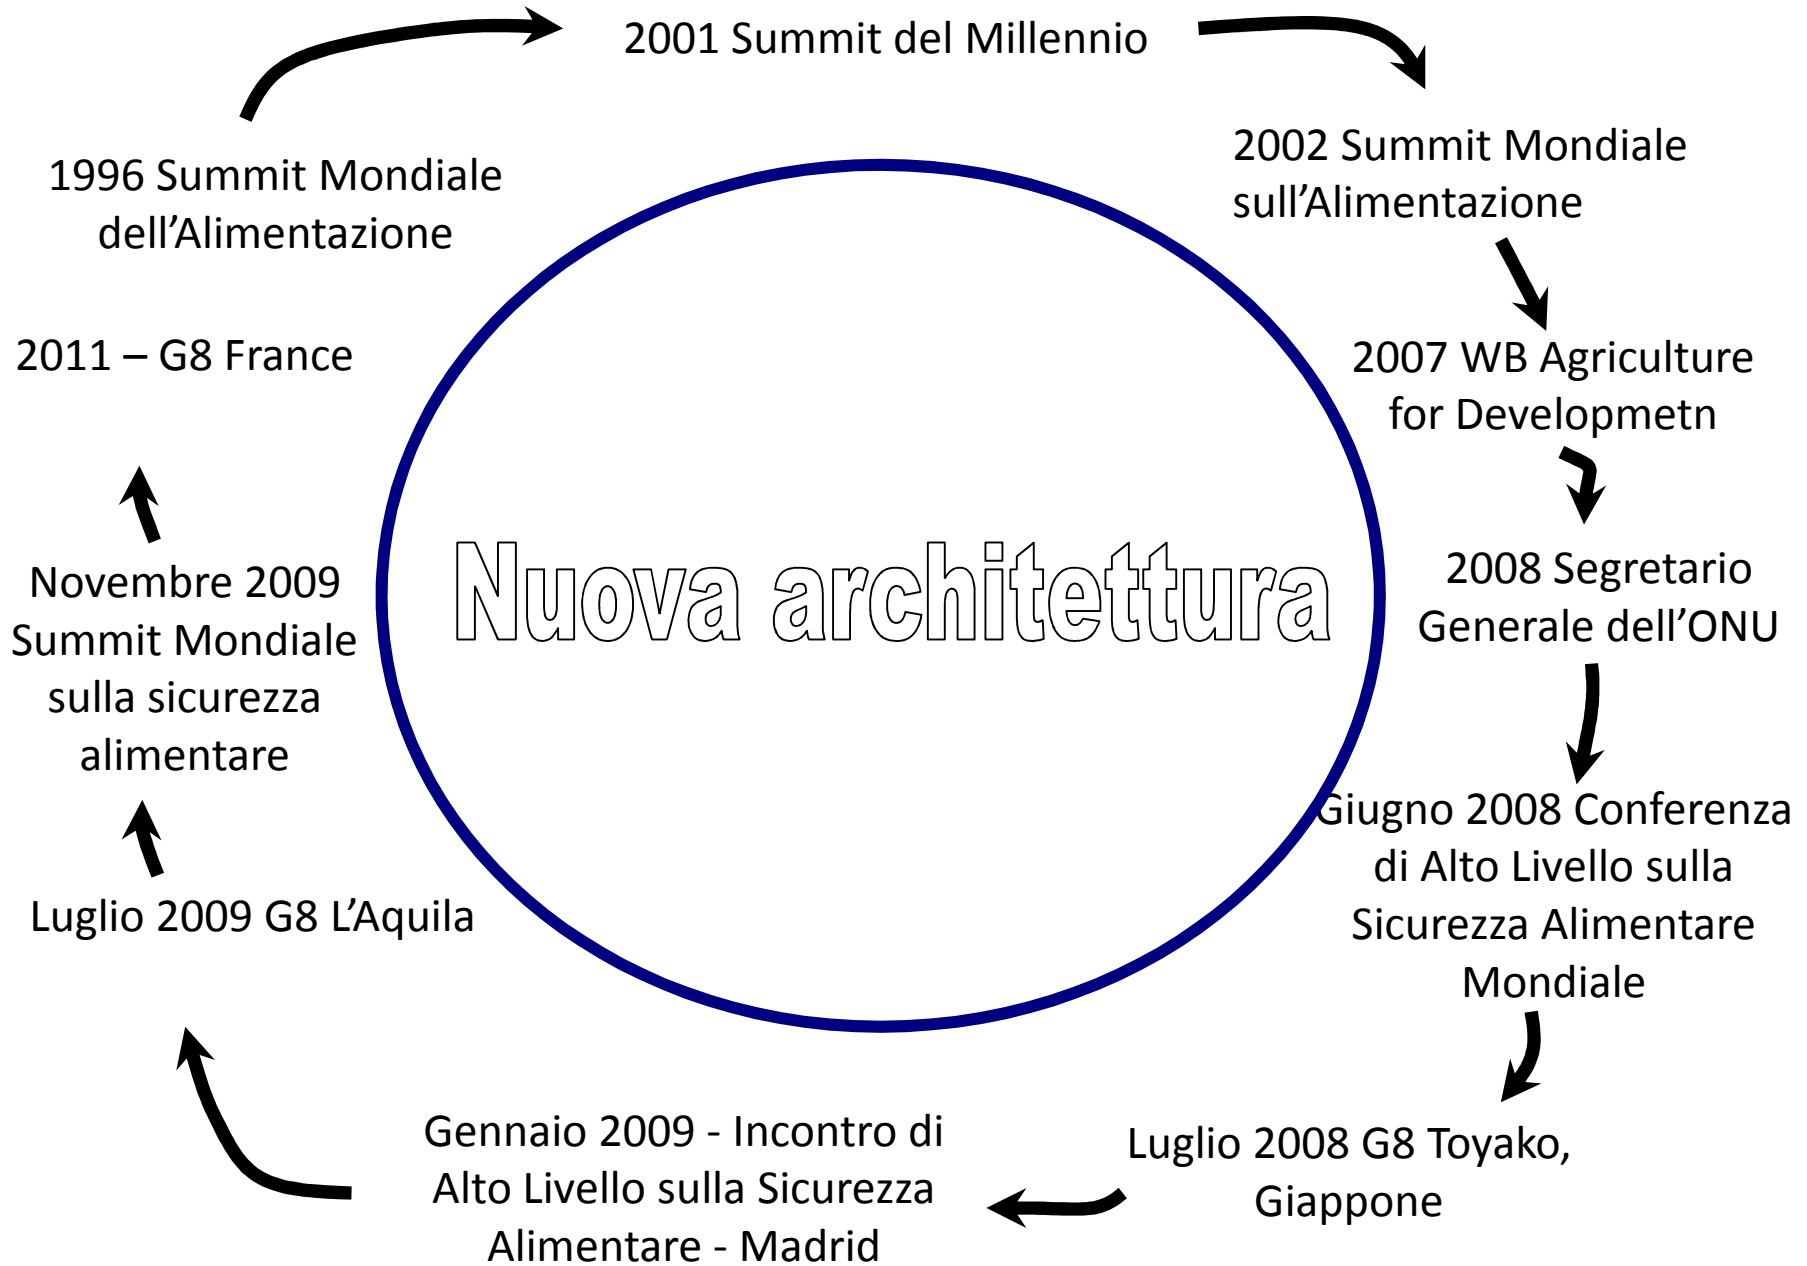 2001 Summit del Millennio
1996 Summit Mondiale
dell’Alimentazione
2002 Summit Mondiale
sull’Alimentazione
2011 – G8 France
2007 WB Agriculture
for Developmetn
Nuova architettura
Novembre 2009
Summit Mondiale
sulla sicurezza
alimentare
2008 Segretario
Generale dell’ONU
Giugno 2008 Conferenza
di Alto Livello sulla
Sicurezza Alimentare
Mondiale
Luglio 2009 G8 L’Aquila
Gennaio 2009 - Incontro di
Alto Livello sulla Sicurezza
Alimentare - Madrid
Luglio 2008 G8 Toyako,
Giappone